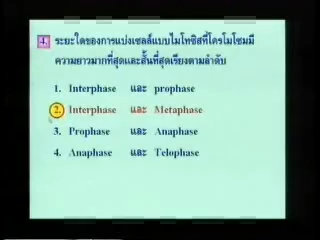 4. ระยะใดของการแบ่งเซลล์แบบไมโทซิสที่โครโมโซมมี
ความยาวมากที่สุดและสั้นที่สุดเรียงตามลำดับ
1. Interphase และ prophase
2. Interphase และ Metaphase
3. Prophase และ Anaphase
4. Anaphase และ Telophase